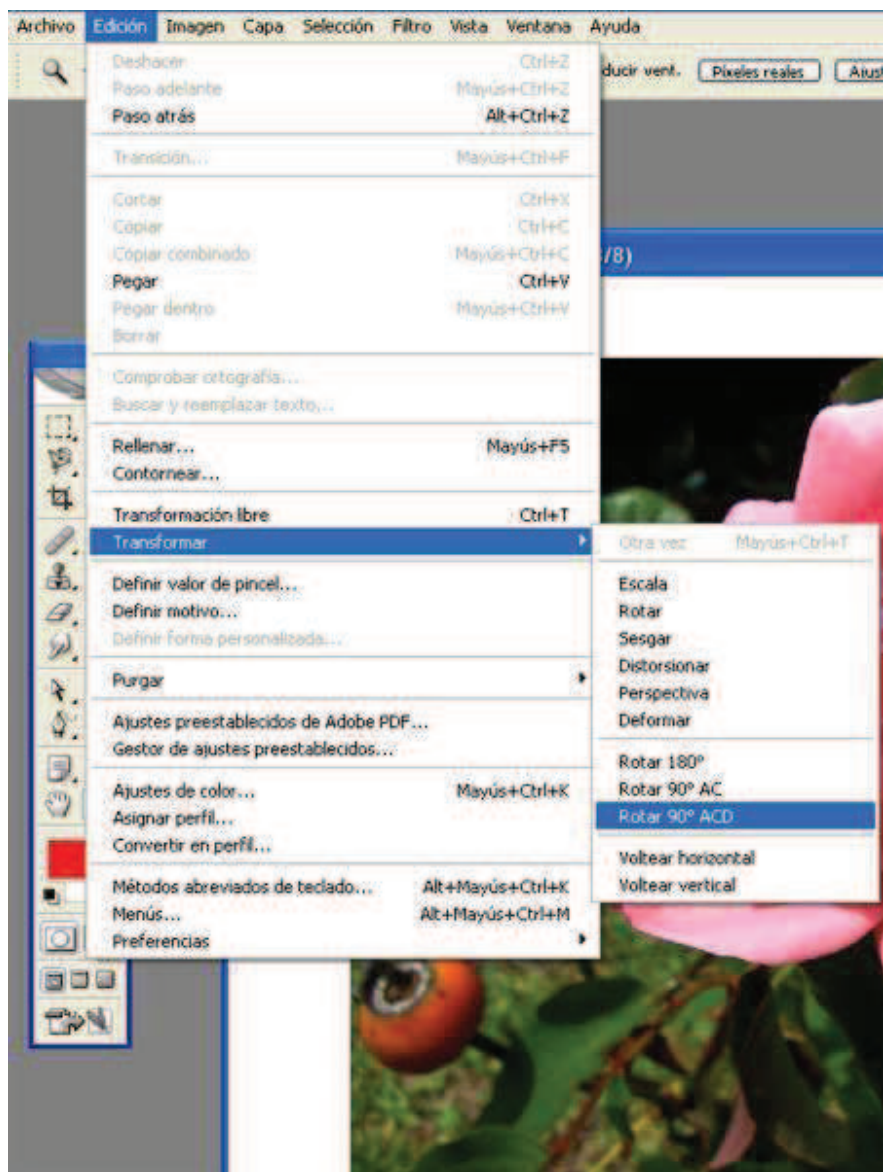 Archivo Edición Imagen Capa Selección Filtro Vista Ventana Ayuda
ducir vent. Píxeles reales Ajust
Deshacer Ctrl+Z
Paso adelante Mayús+Ctrl+Z
Paso atrás Alt+Ctrl+Z
Transición... Mayús+Ctrl+F
Cortar Ctrl+X
Copiar Ctrl+C
Copiar combinado Mayús+Ctrl+C
/8)
Pegar Ctrl+V
Pegar dentro Mayús+Ctrl+V
Borrar
Comprobar ortografía...
Buscar y reemplazar texto...
Rellenar... Mayús+F5
Contornear...
Transformación libre Ctrl+T
Transformar
Otra vez Mayús+Ctrl+T
Escala
Rotar
Sesgar
Distorsionar
Perspectiva
Deformar
Rotar 180°
Rotar 90° AC
Rotar 90° ACD
Voltear horizontal
Voltear vertical
Definir valor de pincel...
Definir motivo...
Definir forma personalizada...
Purgar
Ajustes preestablecidos de Adobe PDF...
Gestor de ajustes preestablecidos...
Ajustes de color... Mayús+Ctrl+K
Asignar perfil...
Convertir en perfil...
Métodos abreviados de teclado... Alt+Mayús+Ctrl+K
Menús... Alt+Mayús+Ctrl+M
Preferencias